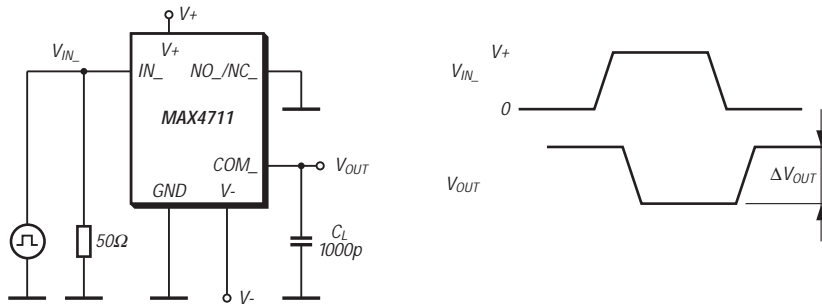 V+
V+
V_IN_
IN_
NO_/NC_
MAX4711
COM_
V_OUT
GND
V-
50Ω
C_L
1000p
V-
V+
V_IN_
0
V_OUT
ΔV_OUT